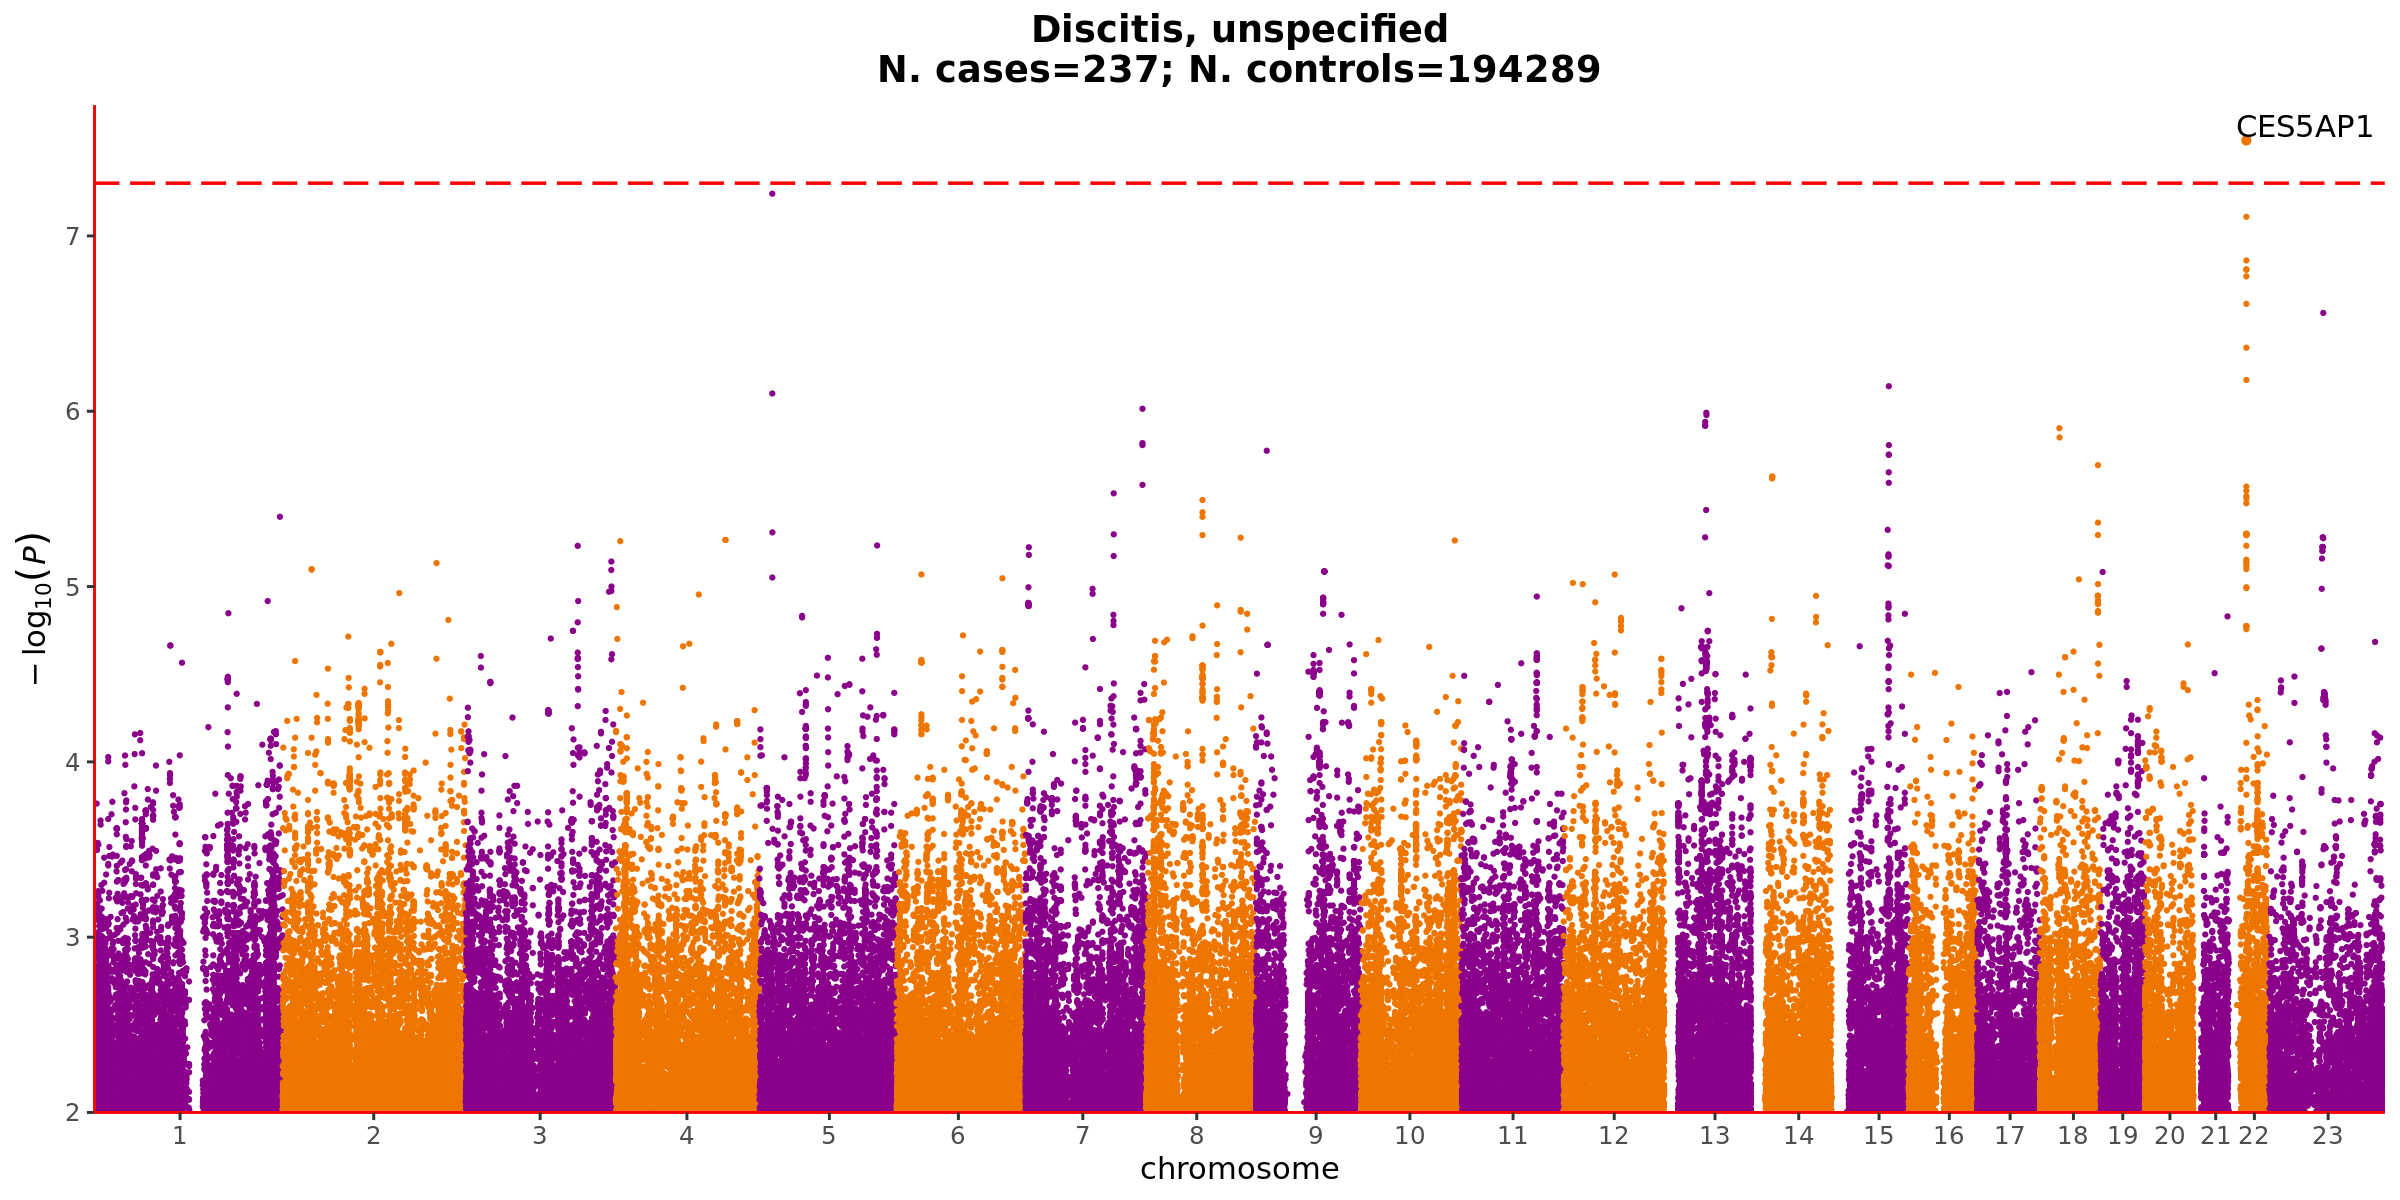 Discitis, unspecified
N. cases=237; N. controls=194289
CES5AP1
7
6
5
4
3
2
−log₁₀(P)
1 2 3 4 5 6 7 8 9 10 11 12 13 14 15 16 17 18 19 20 21 22 23
chromosome